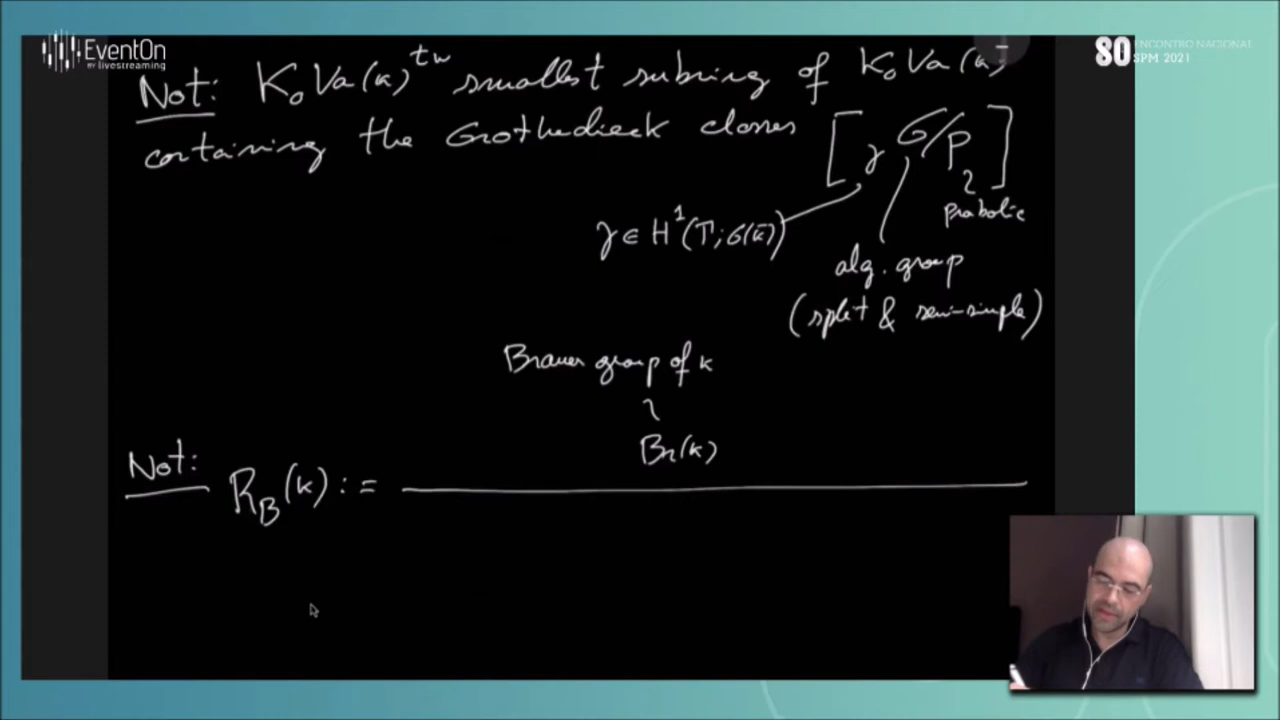 EventOn
BY livestreaming
80 ENCONTRO NACIONAL
SPM 2021
Not: K₀Va(k)^tw smallest subring of K₀Va(k)
containing the Grothedieck classes [γ G/P]
γ ∈ H¹(Γ; G(k̄))
parabolic
alg. group
(split & semi-simple)
Brauer group of k
Br(k)
Not: R_B(k) :=